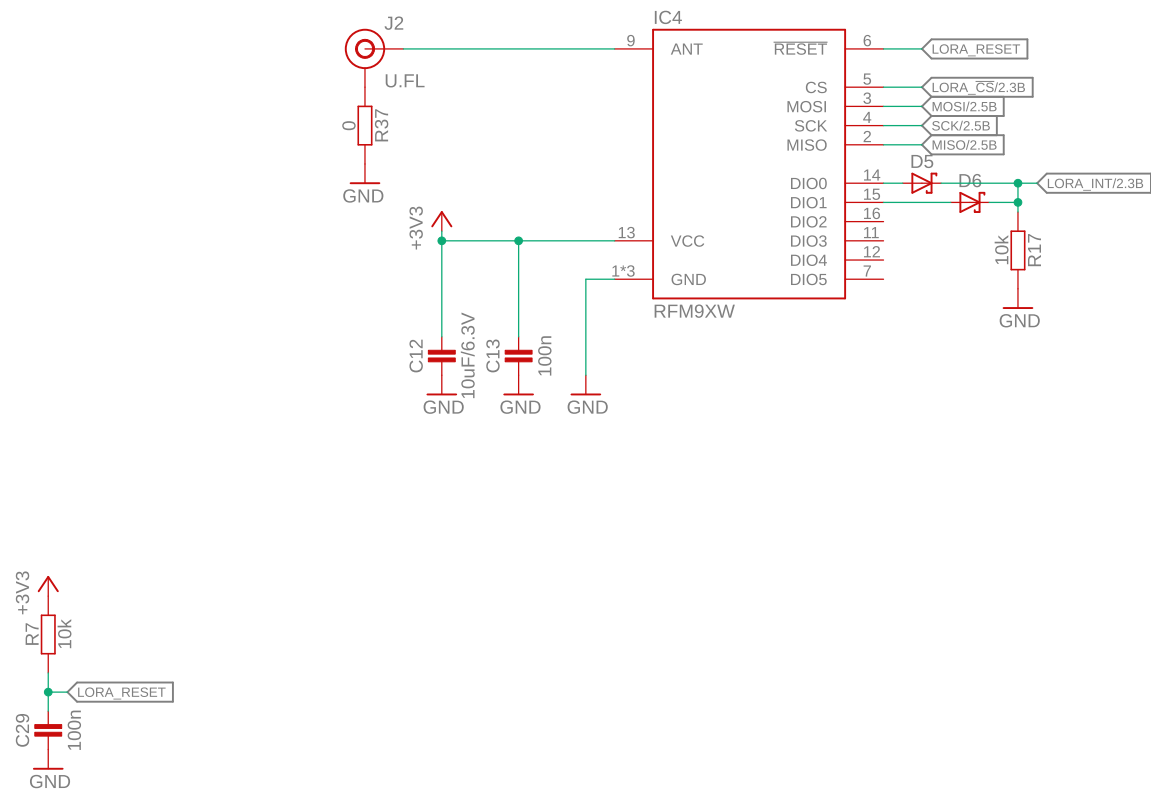 J2
U.FL
0
R37
GND
IC4
9
ANT
RESET
6
LORA_RESET
CS
5
LORA_CS/2.3B
MOSI
3
MOSI/2.5B
SCK
4
SCK/2.5B
MISO
2
MISO/2.5B
D5
DIO0
14
D6
LORA_INT/2.3B
DIO1
15
DIO2
16
DIO3
11
DIO4
12
DIO5
7
+3V3
13
VCC
1*3
GND
RFM9XW
10k
R17
GND
C12
10uF/6.3V
C13
100n
GND
GND
GND
+3V3
R7
10k
LORA_RESET
C29
100n
GND